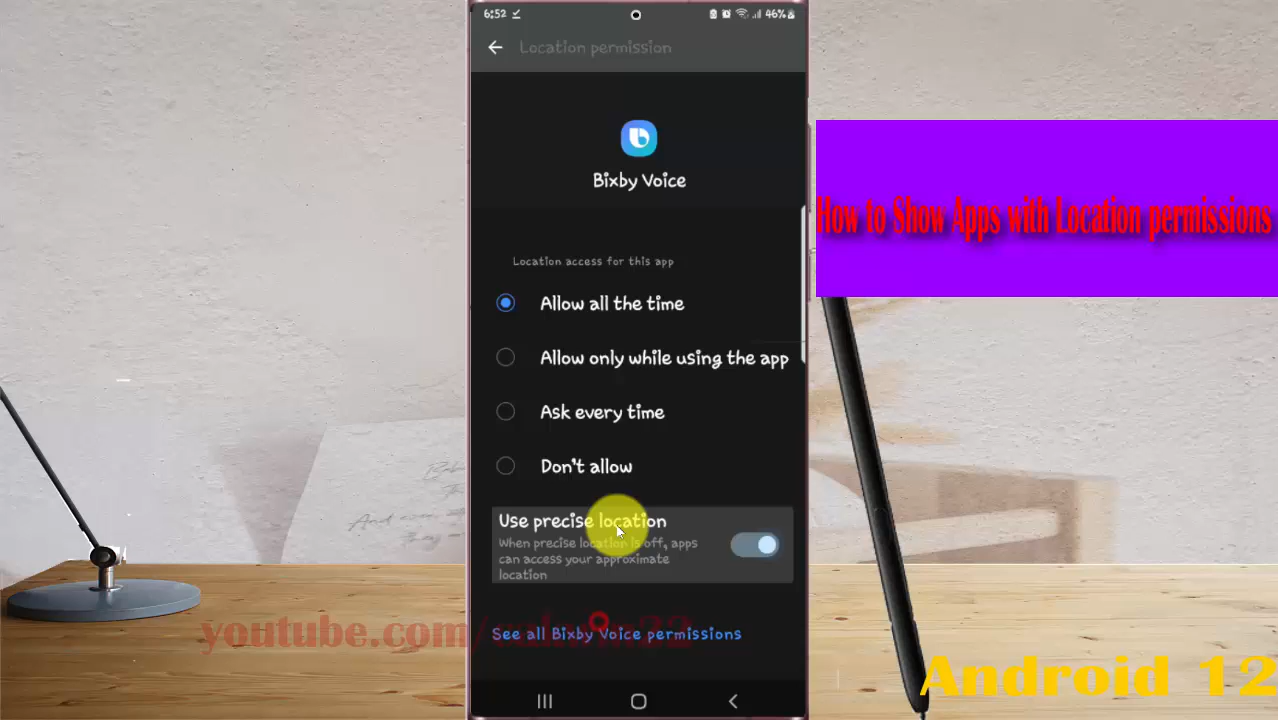 6:52
46%
Location permission
Bixby Voice
Location access for this app
Allow all the time
Allow only while using the app
Ask every time
Don't allow
Use precise location
When precise location is off, apps
can access your approximate
location
See all Bixby Voice permissions
How to Show Apps with Location permissions
Android 12